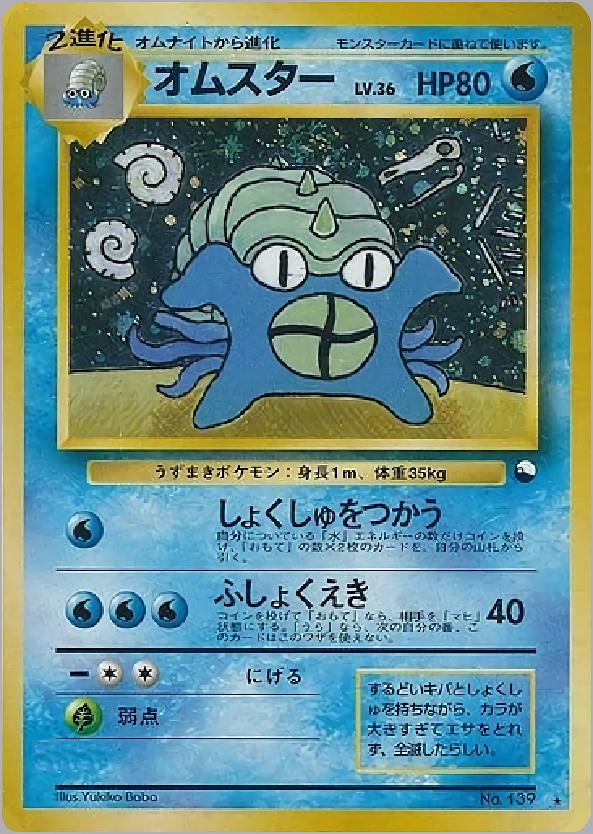 2進化 オムナイトから進化 モンスターカードに重ねて使います
オムスター LV.36 HP80
うずまきポケモン：身長1m、体重35kg
しょくしゅをつかう
自分についている「水」エネルギーの数だけコインを投
げ、「おもて」の数×2枚のカードを、自分の山札から
引く。
ふしょくえき 40
コインを投げて「おもて」なら、相手を「マヒ」
状態にする。「うら」なら、次の自分の番、こ
のカードはこのワザを使えない。
にげる
弱点
するどいキバとしょくし
ゅを持ちながら、カラが
大きすぎてエサをとれ
ず、全滅したらしい。
Illus.Yukiko Baba No.139